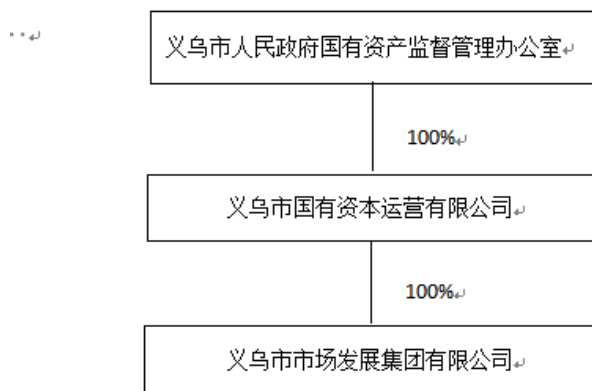 义乌市人民政府国有资产监督管理办公室
100%
义乌市国有资本运营有限公司
100%
义乌市市场发展集团有限公司